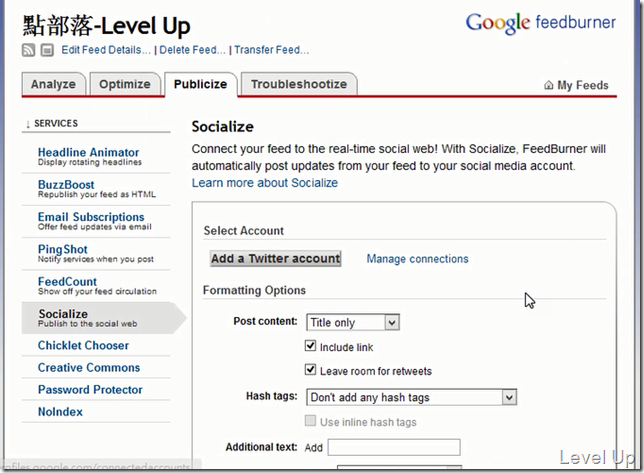 點部落-Level Up
Google feedburner
Edit Feed Details... | Delete Feed... | Transfer Feed...
Analyze Optimize Publicize Troubleshootize My Feeds
↓ SERVICES
Headline Animator
Display rotating headlines
BuzzBoost
Republish your feed as HTML
Email Subscriptions
Offer feed updates via email
PingShot
Notify services when you post
FeedCount
Show off your feed circulation
Socialize
Publish to the social web
Chicklet Chooser
Creative Commons
Password Protector
NoIndex
Socialize
Connect your feed to the real-time social web! With Socialize, FeedBurner will
automatically post updates from your feed to your social media account.
Learn more about Socialize
Select Account
Add a Twitter account Manage connections
Formatting Options
Post content: Title only
Include link
Leave room for retweets
Hash tags: Don't add any hash tags
Use inline hash tags
Additional text: Add
ofiles.google.com/connectedaccounts
Level Up